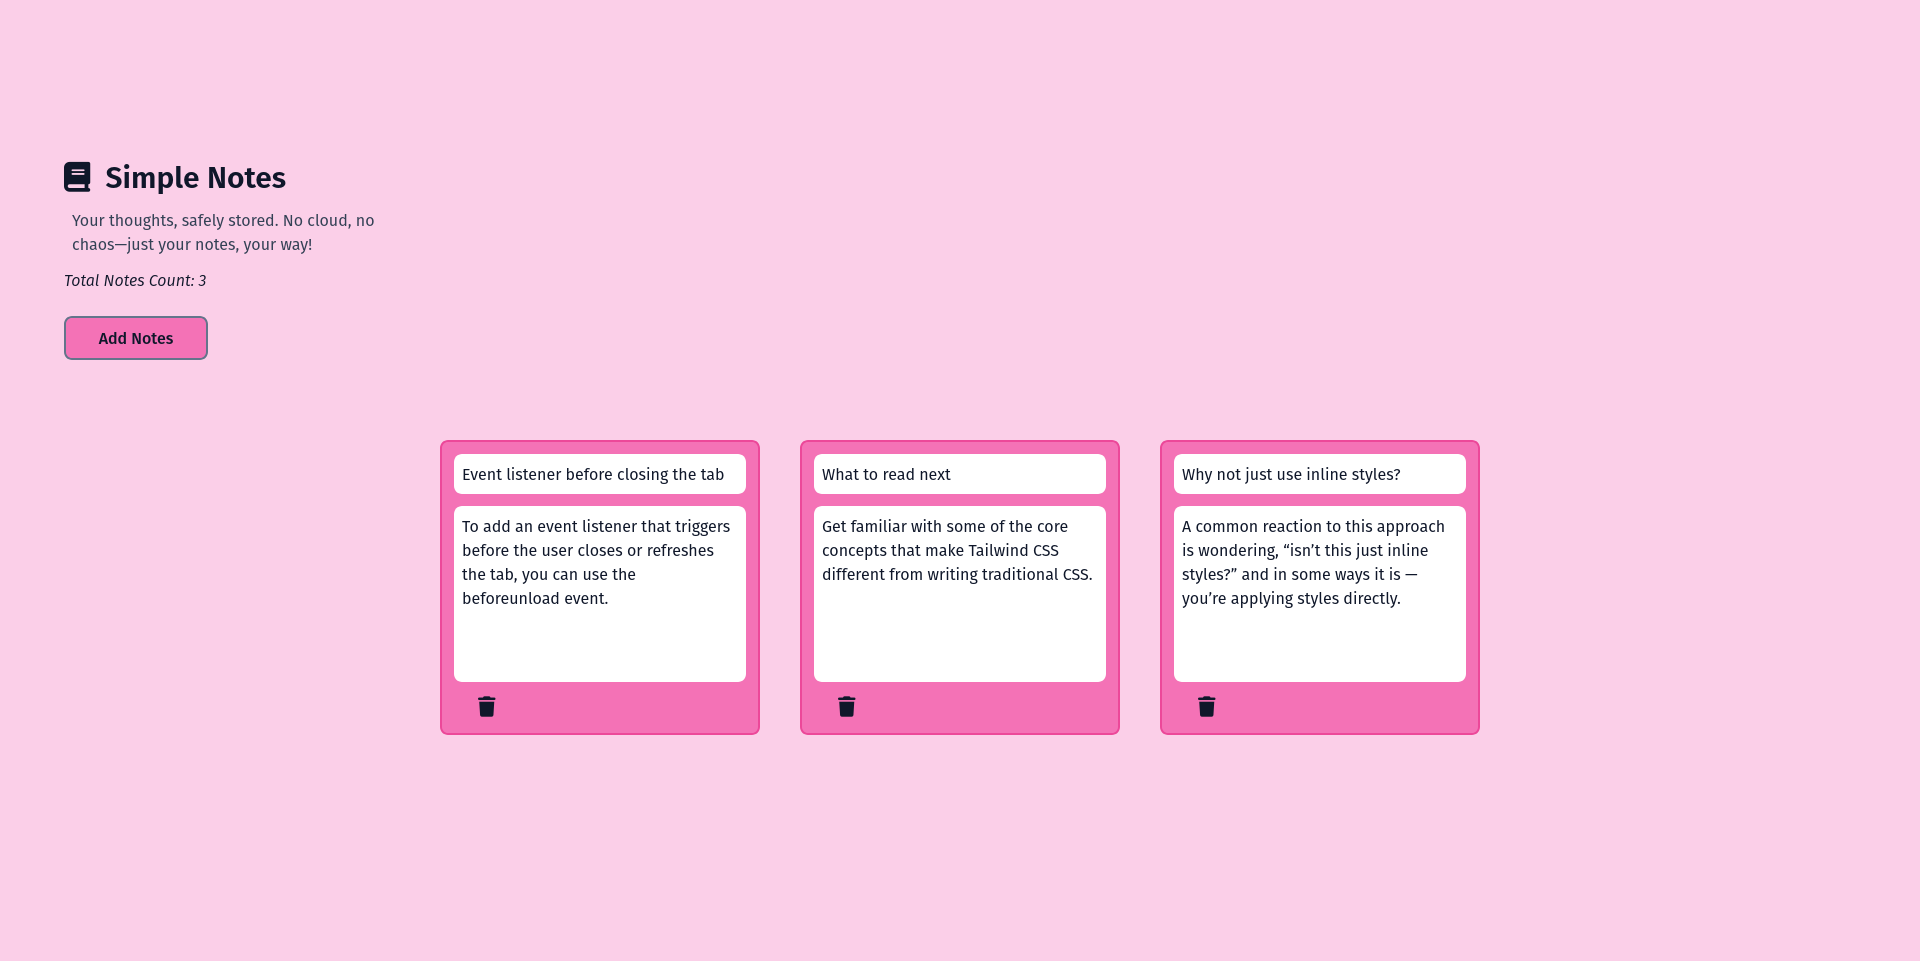 Simple Notes
Your thoughts, safely stored. No cloud, no
chaos—just your notes, your way!
Total Notes Count: 3
Add Notes
Event listener before closing the tab
To add an event listener that triggers
before the user closes or refreshes
the tab, you can use the
beforeunload event.
What to read next
Get familiar with some of the core
concepts that make Tailwind CSS
different from writing traditional CSS.
Why not just use inline styles?
A common reaction to this approach
is wondering, “isn’t this just inline
styles?” and in some ways it is —
you’re applying styles directly.